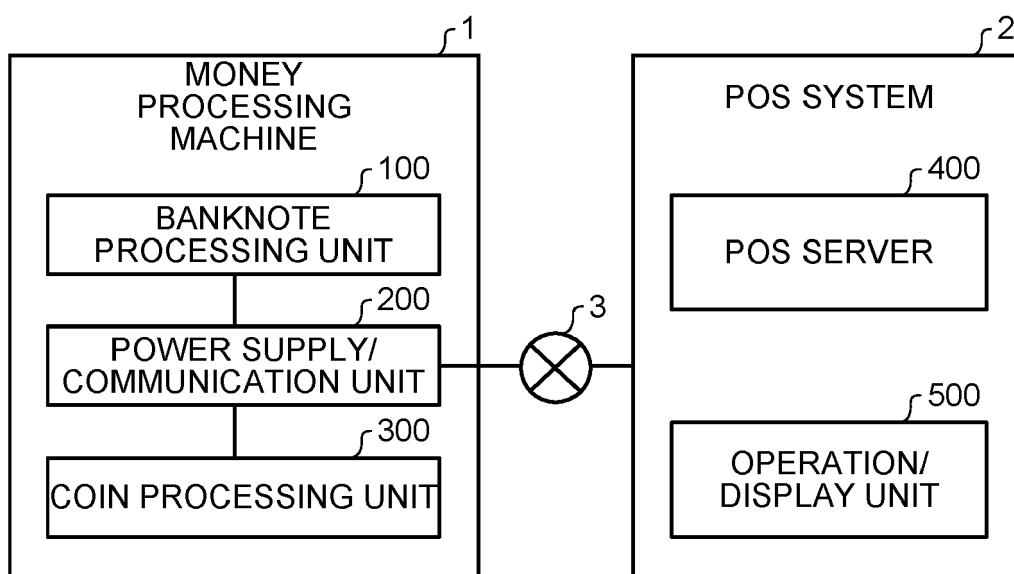 1
MONEY
PROCESSING
MACHINE
100
BANKNOTE
PROCESSING UNIT
200
POWER SUPPLY/
COMMUNICATION UNIT
300
COIN PROCESSING UNIT
3
2
POS SYSTEM
400
POS SERVER
500
OPERATION/
DISPLAY UNIT